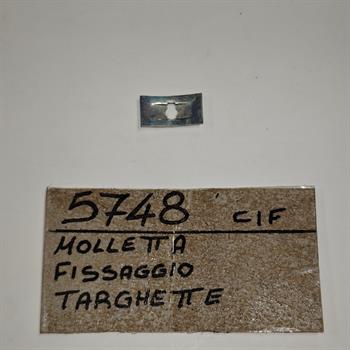 5748 CIF
MOLLETTA
FISSAGGIO
TARGHETTE